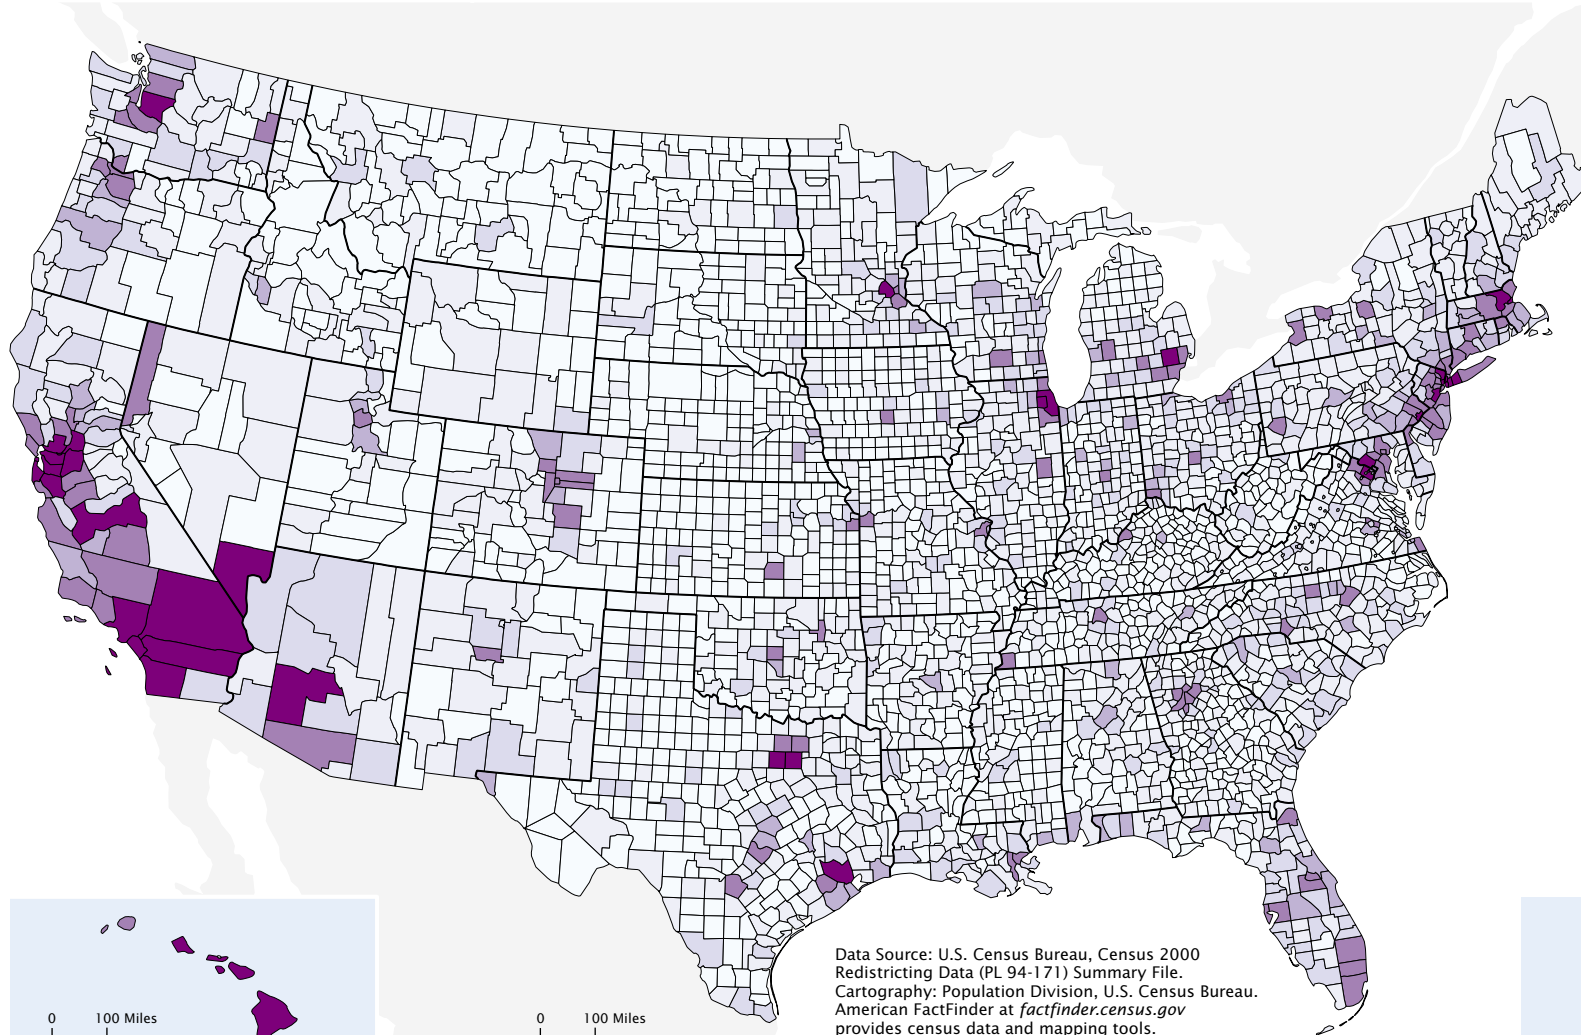 Data Source: U.S. Census Bureau, Census 2000
Redistricting Data (PL 94-171) Summary File.
Cartography: Population Division, U.S. Census Bureau.
American FactFinder at factfinder.census.gov
provides census data and mapping tools.
0 100 Miles
0 100 Miles